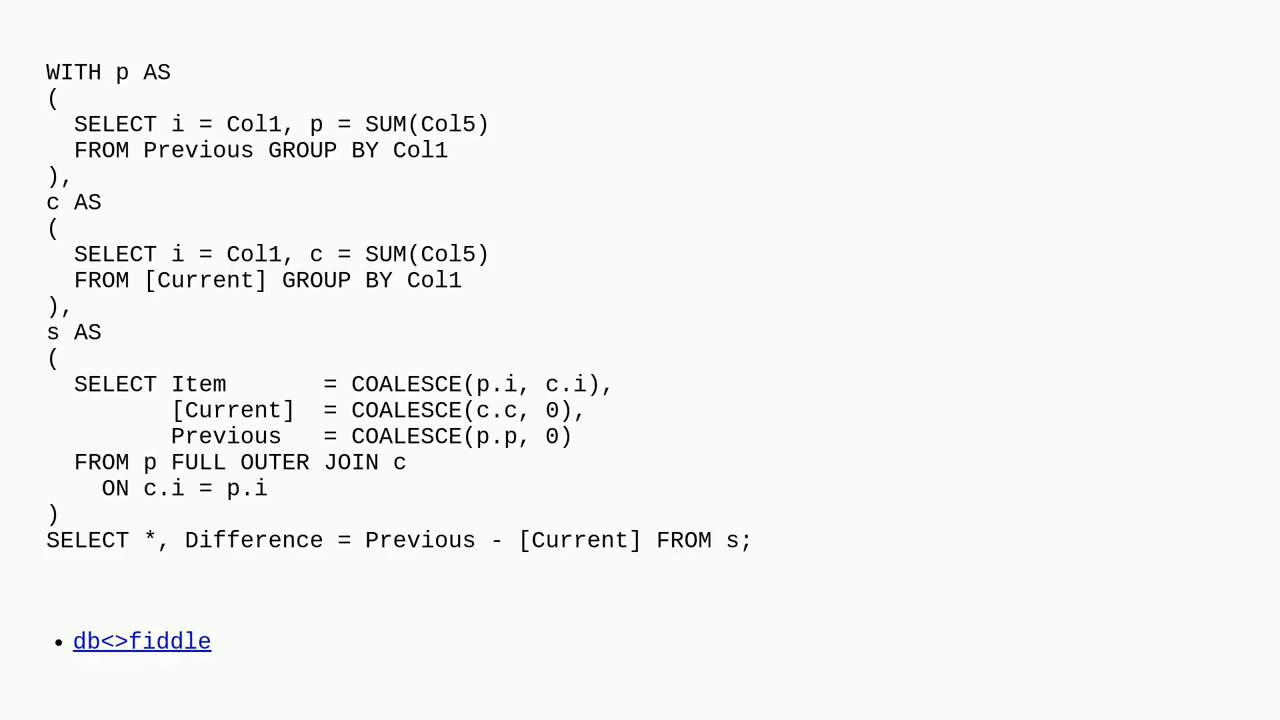 WITH p AS
(
  SELECT i = Col1, p = SUM(Col5)
  FROM Previous GROUP BY Col1
),
c AS
(
  SELECT i = Col1, c = SUM(Col5)
  FROM [Current] GROUP BY Col1
),
s AS
(
  SELECT Item       = COALESCE(p.i, c.i),
         [Current]  = COALESCE(c.c, 0),
         Previous   = COALESCE(p.p, 0)
  FROM p FULL OUTER JOIN c
    ON c.i = p.i
)
SELECT *, Difference = Previous - [Current] FROM s;
• db<>fiddle